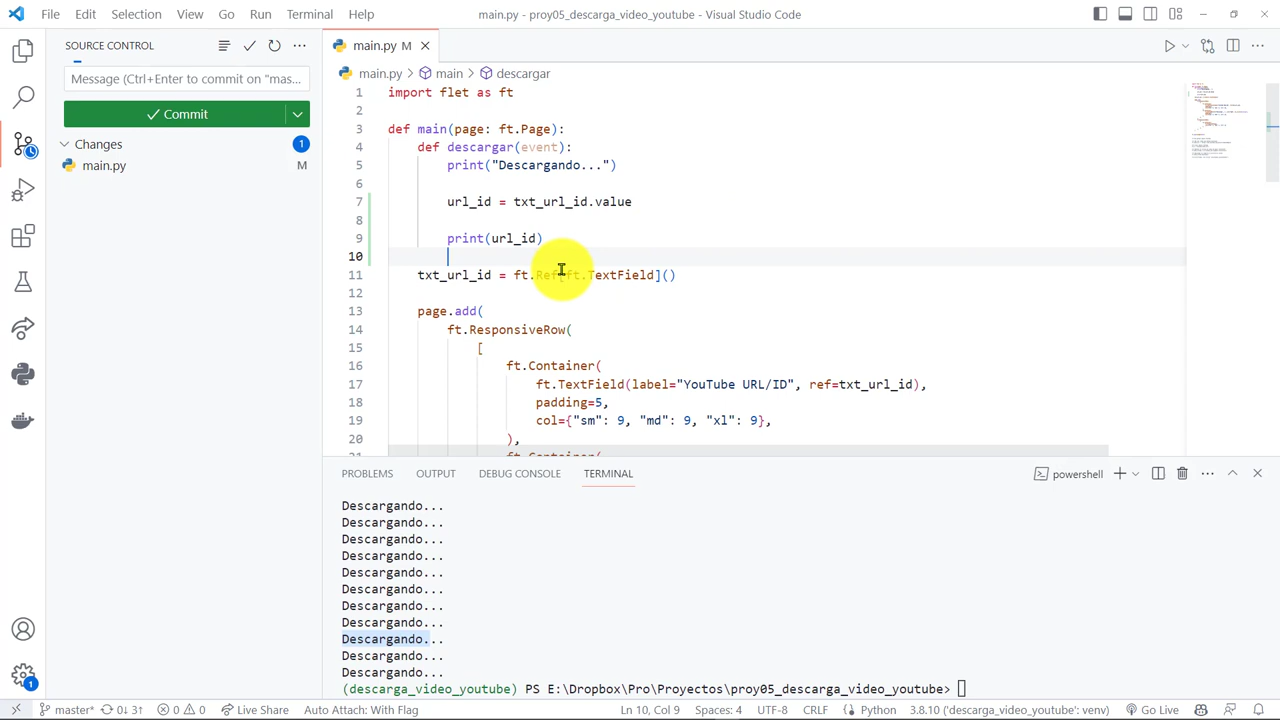 File Edit Selection View Go Run Terminal Help main.py - proy05_descarga_video_youtube - Visual Studio Code
SOURCE CONTROL
Message (Ctrl+Enter to commit on "mas...
Commit
Changes 1
main.py M
main.py M
main.py > main > descargar
1 import flet as ft
2
3 def main(page: ft.Page):
4 def descargar(event):
5 print("Descargando...")
6
7 url_id = txt_url_id.value
8
9 print(url_id)
10
11 txt_url_id = ft.Ref[ft.TextField]()
12
13 page.add(
14 ft.ResponsiveRow(
15 [
16 ft.Container(
17 ft.TextField(label="YouTube URL/ID", ref=txt_url_id),
18 padding=5,
19 col={"sm": 9, "md": 9, "xl": 9},
20 ),
PROBLEMS OUTPUT DEBUG CONSOLE TERMINAL powershell
Descargando...
Descargando...
Descargando...
Descargando...
Descargando...
Descargando...
Descargando...
Descargando...
Descargando...
Descargando...
Descargando...
(descarga_video_youtube) PS E:\Dropbox\Pro\Proyectos\proy05_descarga_video_youtube>
1
master* 0↓ 3↑ 0 0 Live Share Auto Attach: With Flag Ln 10, Col 9 Spaces: 4 UTF-8 CRLF Python 3.8.10 ('descarga_video_youtube': venv) Go Live